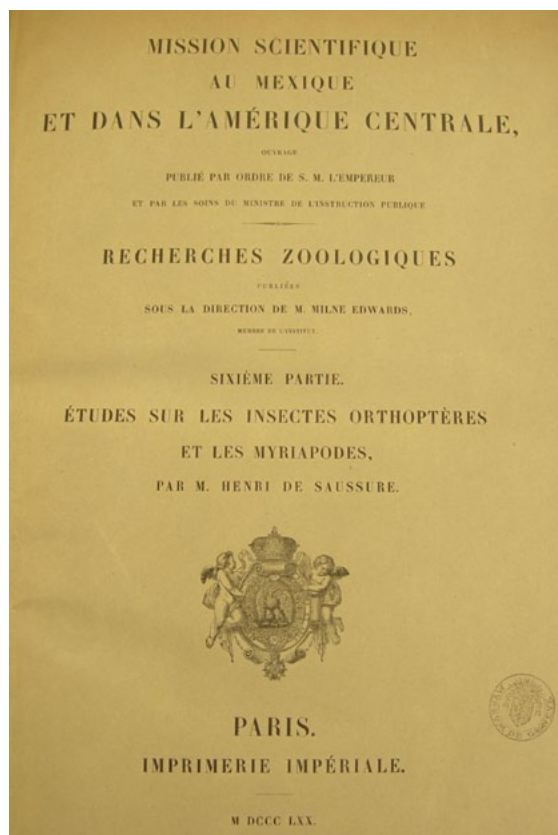 MISSION SCIENTIFIQUE
AU MEXIQUE
ET DANS L'AMÉRIQUE CENTRALE,
OUVRAGE
PUBLIÉ PAR ORDRE DE S. M. L'EMPEREUR
ET PAR LES SOINS DU MINISTRE DE L'INSTRUCTION PUBLIQUE
RECHERCHES ZOOLOGIQUES
PUBLIÉES
SOUS LA DIRECTION DE M. MILNE EDWARDS,
MEMBRE DE L'INSTITUT.
SIXIÈME PARTIE.
ÉTUDES SUR LES INSECTES ORTHOPTÈRES
ET LES MYRIAPODES,
PAR M. HENRI DE SAUSSURE.
PARIS.
IMPRIMERIE IMPÉRIALE.
M DCCC LXX.